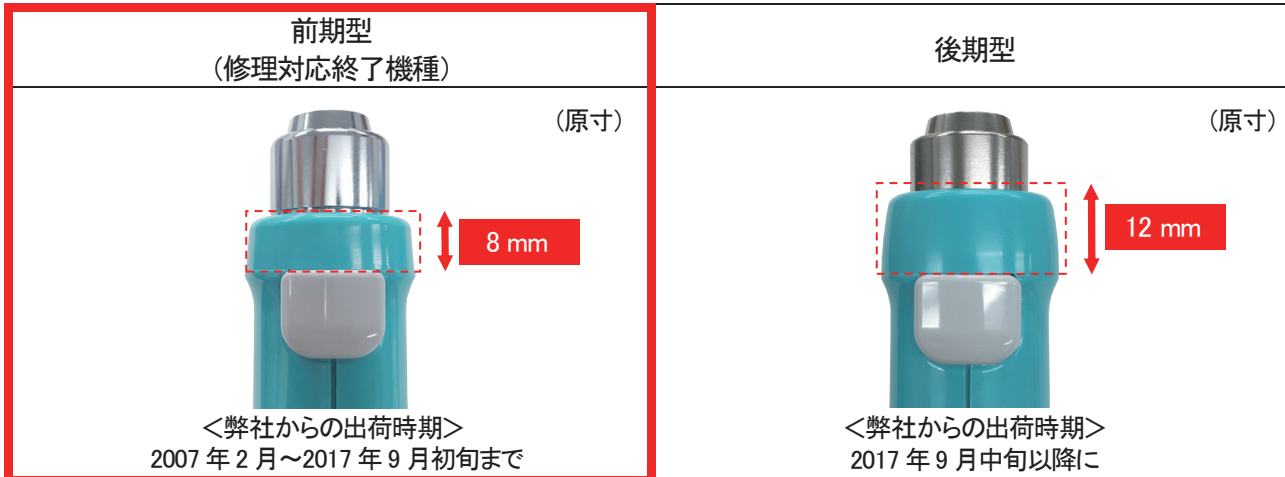 前期型
（修理対応終了機種）
（原寸）
8 mm
＜弊社からの出荷時期＞
2007 年 2 月～2017 年 9 月初旬まで
後期型
（原寸）
12 mm
＜弊社からの出荷時期＞
2017 年 9 月中旬以降に